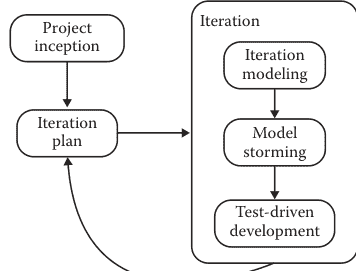 Project
inception
Iteration
plan
Iteration
Iteration
modeling
Model
storming
Test-driven
development